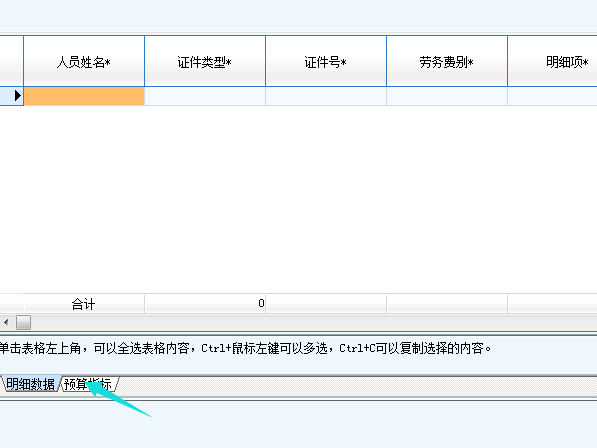 人员姓名* 证件类型* 证件号* 劳务费别* 明细项*
合计 0
单击表格左上角，可以全选表格内容，Ctrl+鼠标左键可以多选，Ctrl+C可以复制选择的内容。
明细数据 预算指标